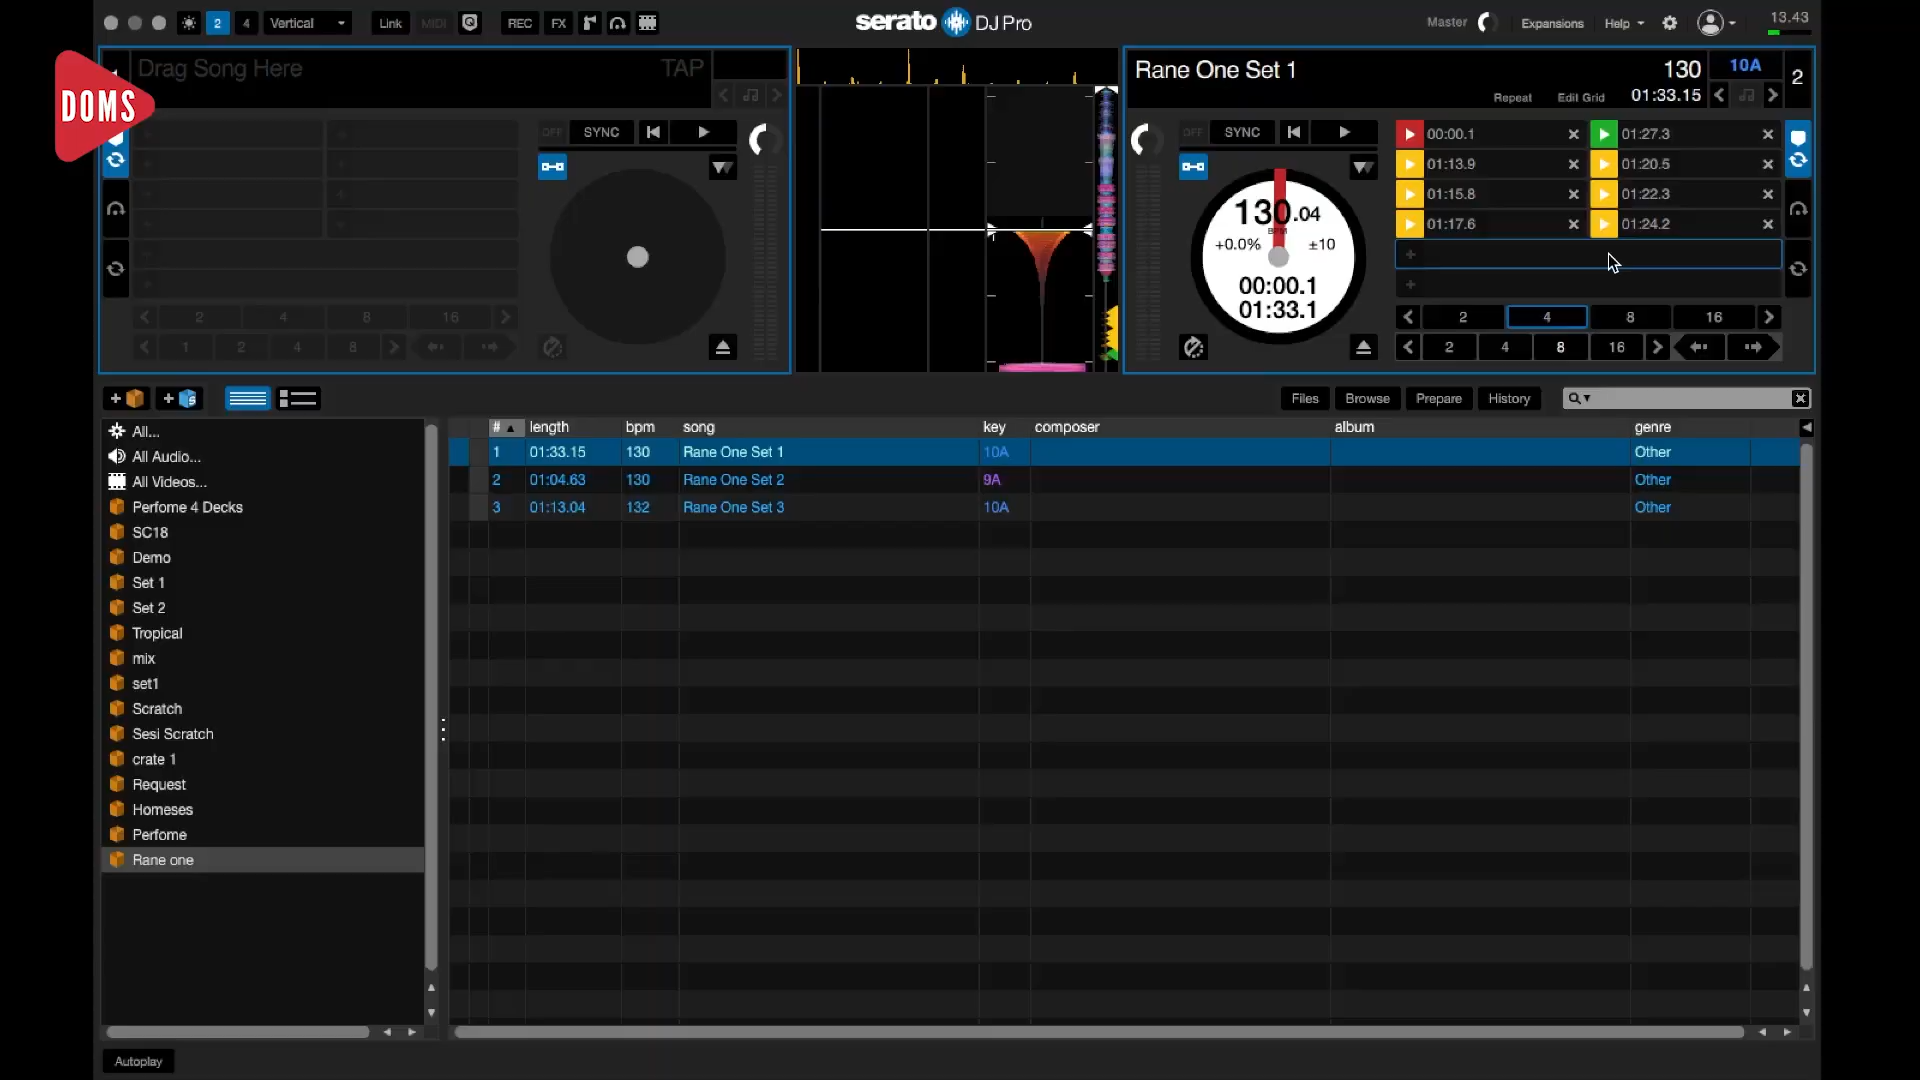 2 4 Vertical Link MIDI REC FX serato DJ Pro Master Expansions Help 13.43
DOMS
Drag Song Here TAP
OFF SYNC
2 4 8 16
1 2 4 8
Rane One Set 1 130 10A 2
Repeat Edit Grid 01:33.15
OFF SYNC
130.04
BPM
+0.0% ±10
00:00.1
01:33.1
00:00.1 01:27.3
01:13.9 01:20.5
01:15.8 01:22.3
01:17.6 01:24.2
2 4 8 16
2 4 8 16
Files Browse Prepare History
# length bpm song key composer album genre
1 01:33.15 130 Rane One Set 1 10A Other
2 01:04.63 130 Rane One Set 2 9A Other
3 01:13.04 132 Rane One Set 3 10A Other
All...
All Audio...
All Videos...
Perfome 4 Decks
SC18
Demo
Set 1
Set 2
Tropical
mix
set1
Scratch
Sesi Scratch
crate 1
Request
Homeses
Perfome
Rane one
Autoplay